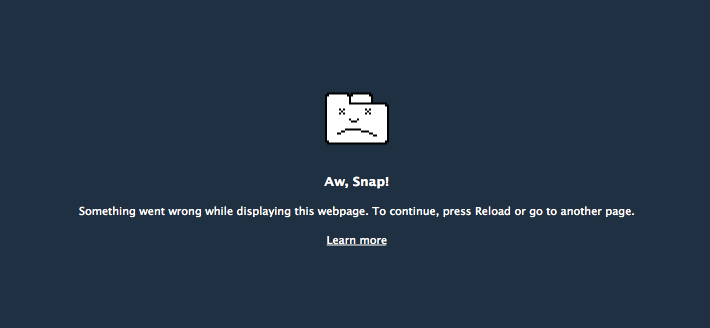 Aw, Snap!
Something went wrong while displaying this webpage. To continue, press Reload or go to another page.
Learn more